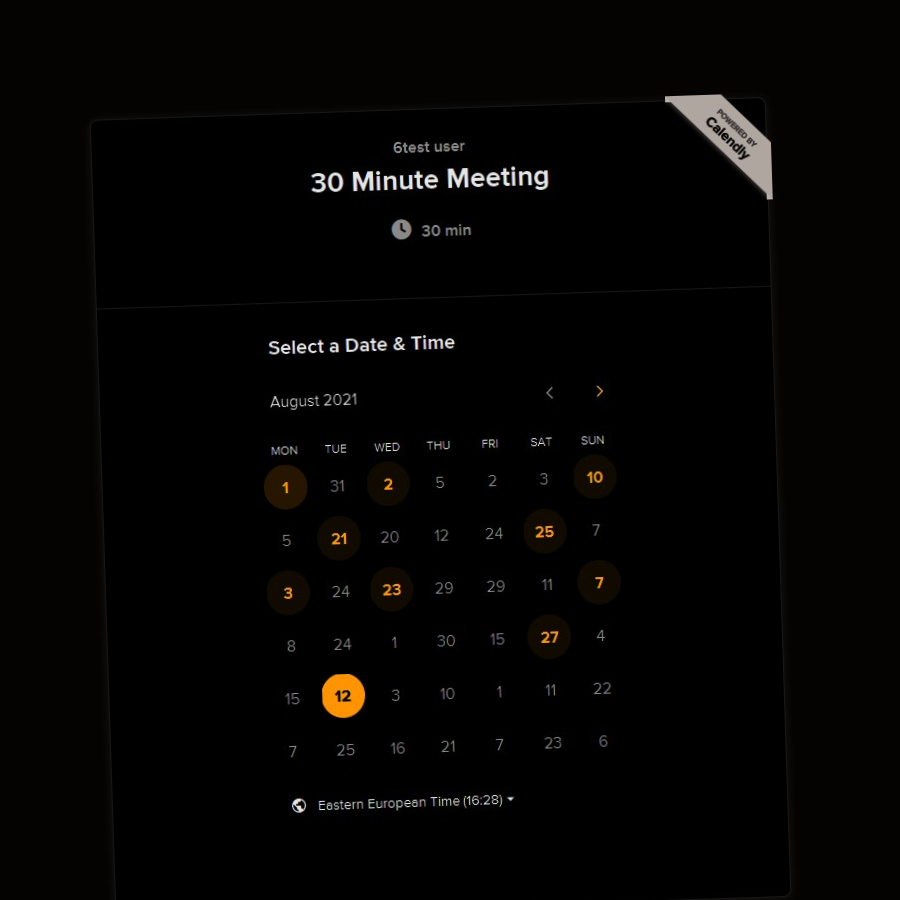 POWERED BY
Calendly
6test user
30 Minute Meeting
30 min
Select a Date & Time
August 2021
MON TUE WED THU FRI SAT SUN
1 31 2 5 2 3 10
5 21 20 12 24 25 7
3 24 23 29 29 11 7
8 24 1 30 15 27 4
15 12 3 10 1 11 22
7 25 16 21 7 23 6
Eastern European Time (16:28)